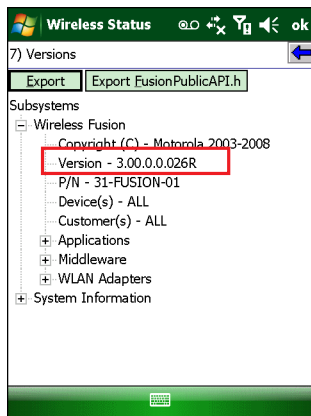 Wireless Status ok
7) Versions
Export Export FusionPublicAPI.h
Subsystems
Wireless Fusion
Copyright (C) - Motorola 2003-2008
Version - 3.00.0.0.026R
P/N - 31-FUSION-01
Device(s) - ALL
Customer(s) - ALL
Applications
Middleware
WLAN Adapters
System Information